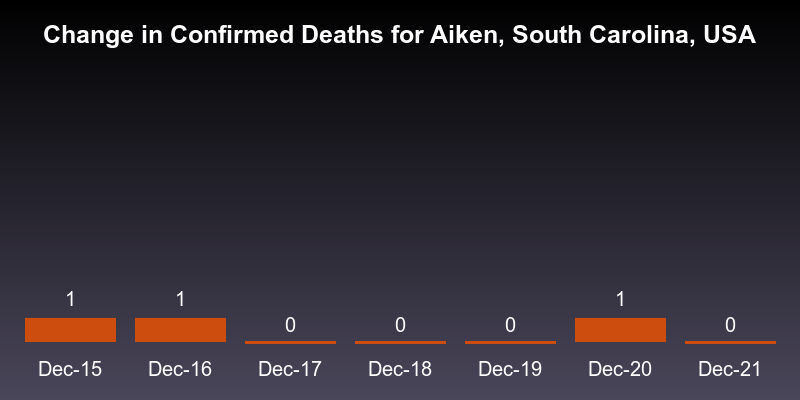 Change in Confirmed Deaths for Aiken, South Carolina, USA
1 1 0 0 0 1 0
Dec-15 Dec-16 Dec-17 Dec-18 Dec-19 Dec-20 Dec-21